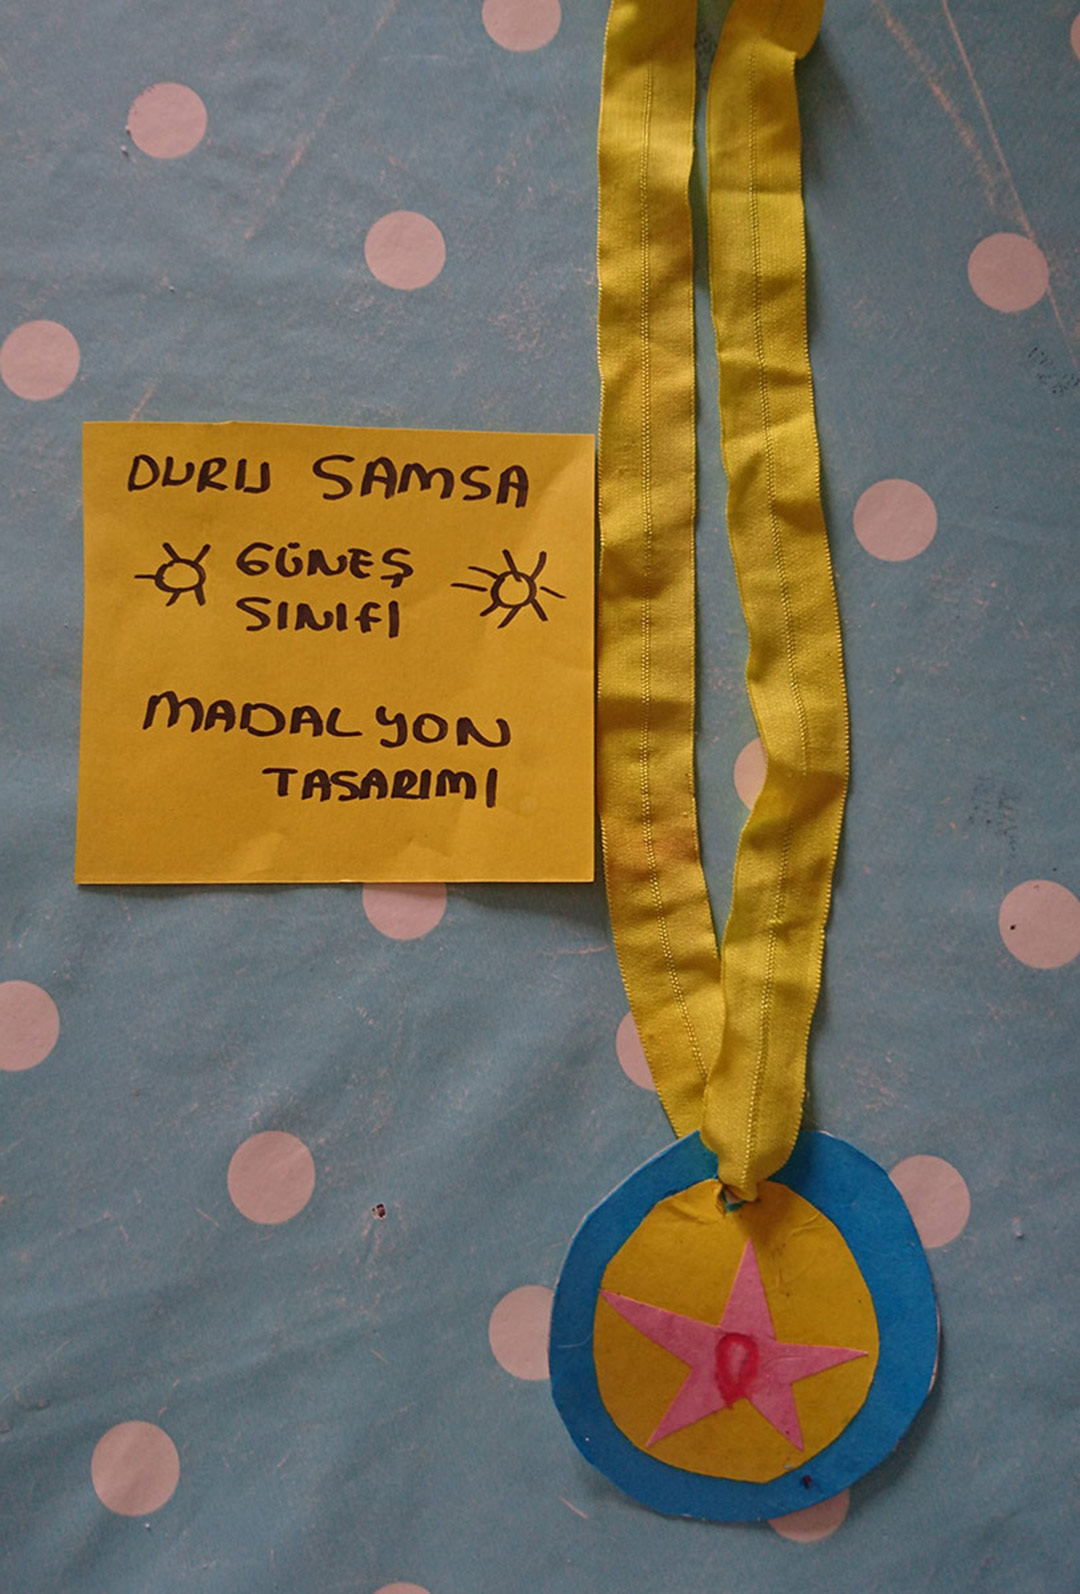 DURU SAMSA
GÜNEŞ
SINIFI
MADALYON
TASARIMI